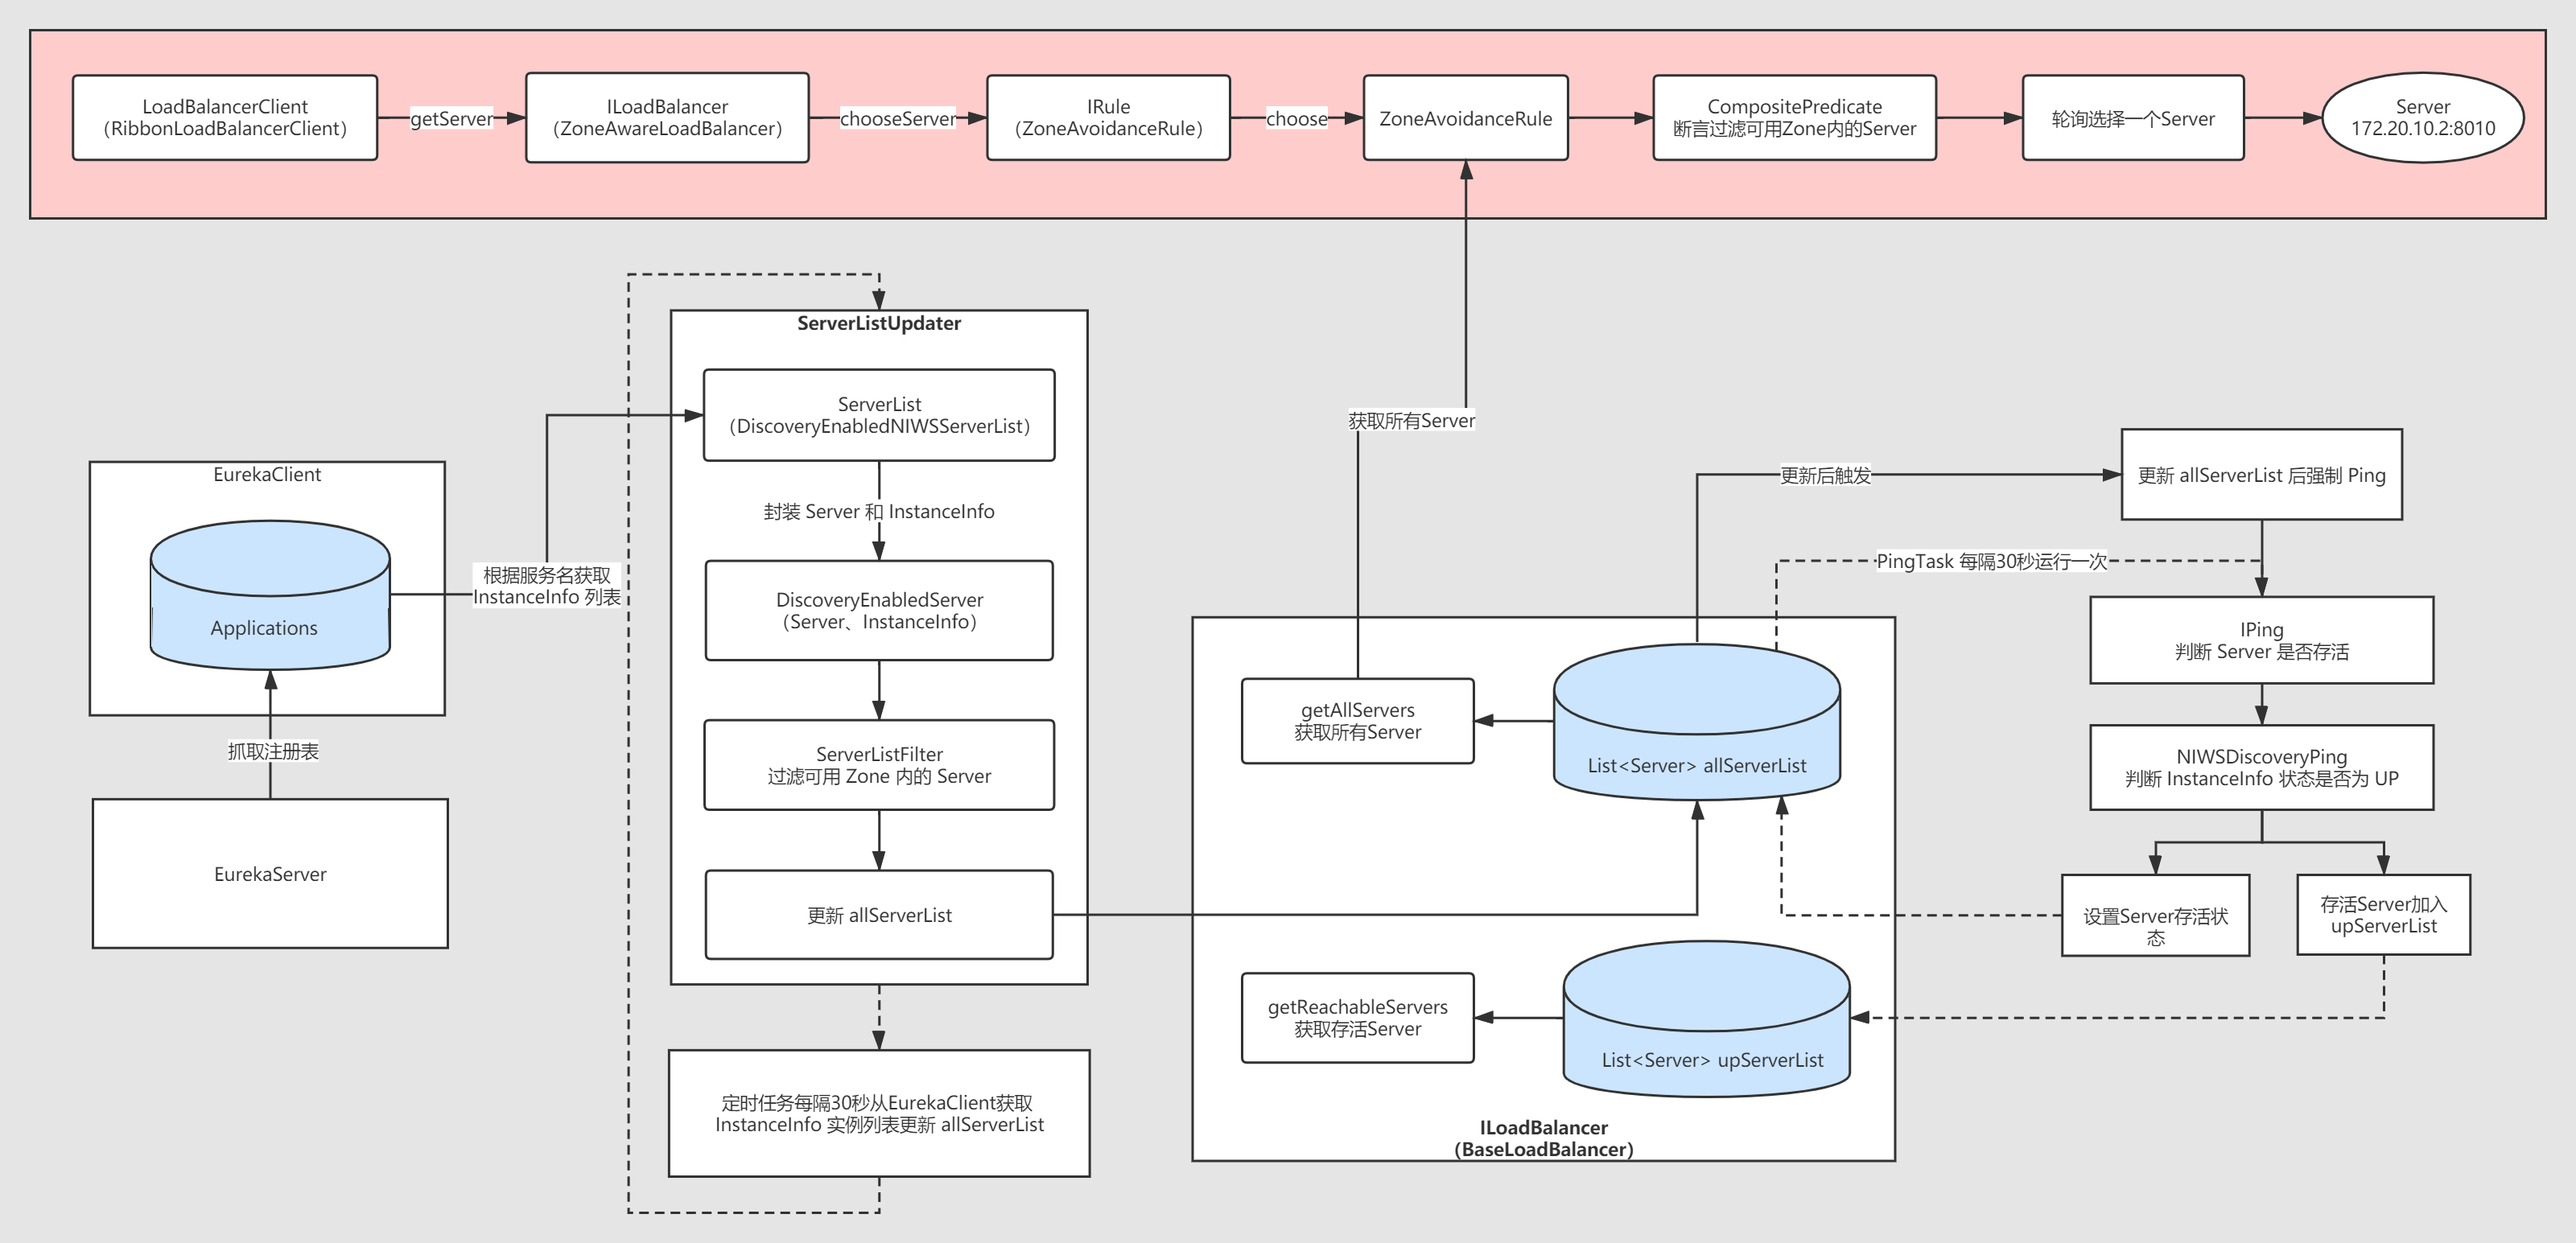 LoadBalancerClient
（RibbonLoadBalancerClient）
getServer
ILoadBalancer
（ZoneAwareLoadBalancer）
chooseServer
IRule
（ZoneAvoidanceRule）
choose
ZoneAvoidanceRule
CompositePredicate
断言过滤可用Zone内的Server
轮询选择一个Server
Server
172.20.10.2:8010
ServerListUpdater
ServerList
（DiscoveryEnabledNIWSServerList）
封装 Server 和 InstanceInfo
DiscoveryEnabledServer
（Server、InstanceInfo）
ServerListFilter
过滤可用 Zone 内的 Server
更新 allServerList
定时任务每隔30秒从EurekaClient获取
InstanceInfo 实例列表更新 allServerList
EurekaClient
Applications
根据服务名获取
InstanceInfo 列表
抓取注册表
EurekaServer
获取所有Server
getAllServers
获取所有Server
List<Server> allServerList
getReachableServers
获取存活Server
List<Server> upServerList
ILoadBalancer
（BaseLoadBalancer）
更新后触发
更新 allServerList 后强制 Ping
PingTask 每隔30秒运行一次
IPing
判断 Server 是否存活
NIWSDiscoveryPing
判断 InstanceInfo 状态是否为 UP
设置Server存活状
态
存活Server加入
upServerList